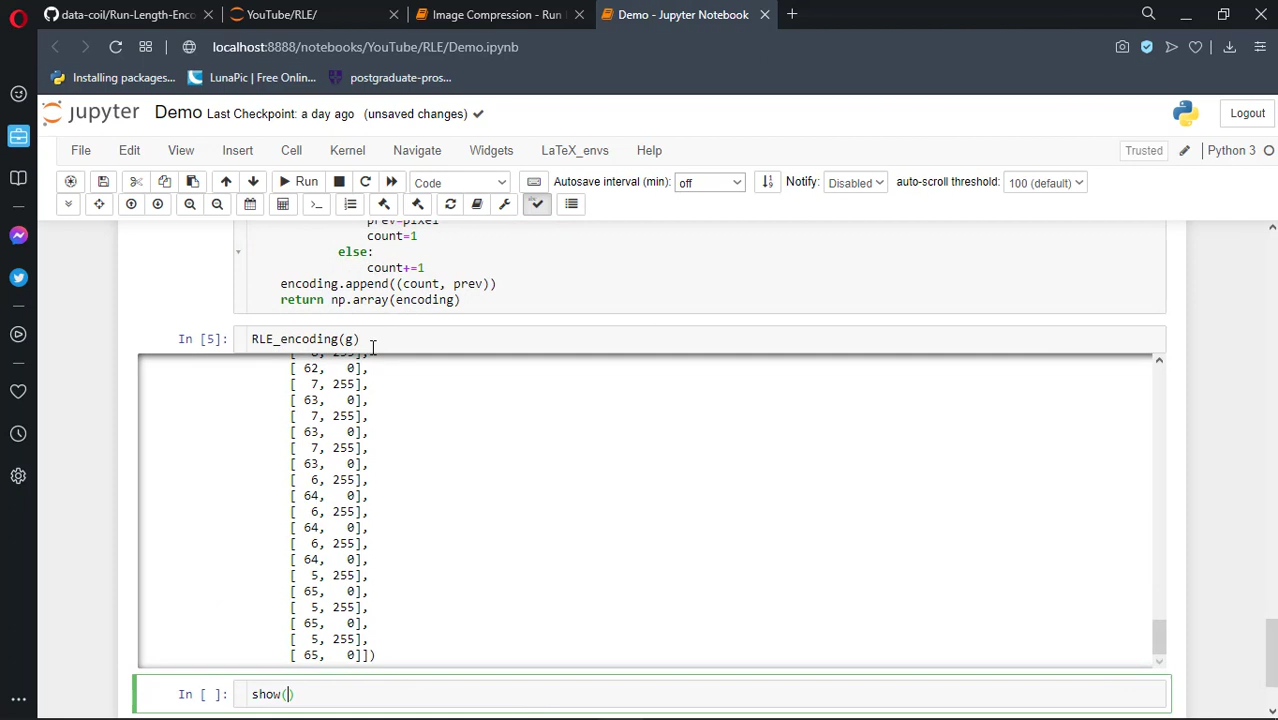 data-coil/Run-Length-Enco
YouTube/RLE/
Image Compression - Run
Demo - Jupyter Notebook
localhost:8888/notebooks/YouTube/RLE/Demo.ipynb
Installing packages...
LunaPic | Free Onlin...
postgraduate-pros...
jupyter Demo Last Checkpoint: a day ago (unsaved changes)
Logout
File Edit View Insert Cell Kernel Navigate Widgets LaTeX_envs Help
Trusted
Python 3
Run
Code
Autosave interval (min): off
Notify: Disabled
auto-scroll threshold: 100 (default)
prev=pixel
count=1
else:
count+=1
encoding.append((count, prev))
return np.array(encoding)
In [5]: RLE_encoding(g)
[ 62, 0],
[ 7, 255],
[ 63, 0],
[ 7, 255],
[ 63, 0],
[ 7, 255],
[ 63, 0],
[ 6, 255],
[ 64, 0],
[ 6, 255],
[ 64, 0],
[ 6, 255],
[ 64, 0],
[ 5, 255],
[ 65, 0],
[ 5, 255],
[ 65, 0],
[ 5, 255],
[ 65, 0]])
In [ ]: show()